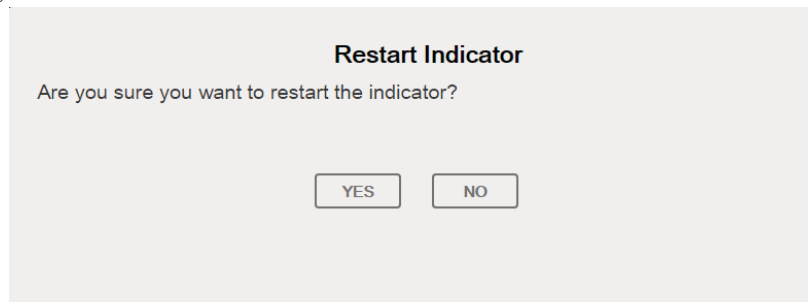 Restart Indicator
Are you sure you want to restart the indicator?
YES NO